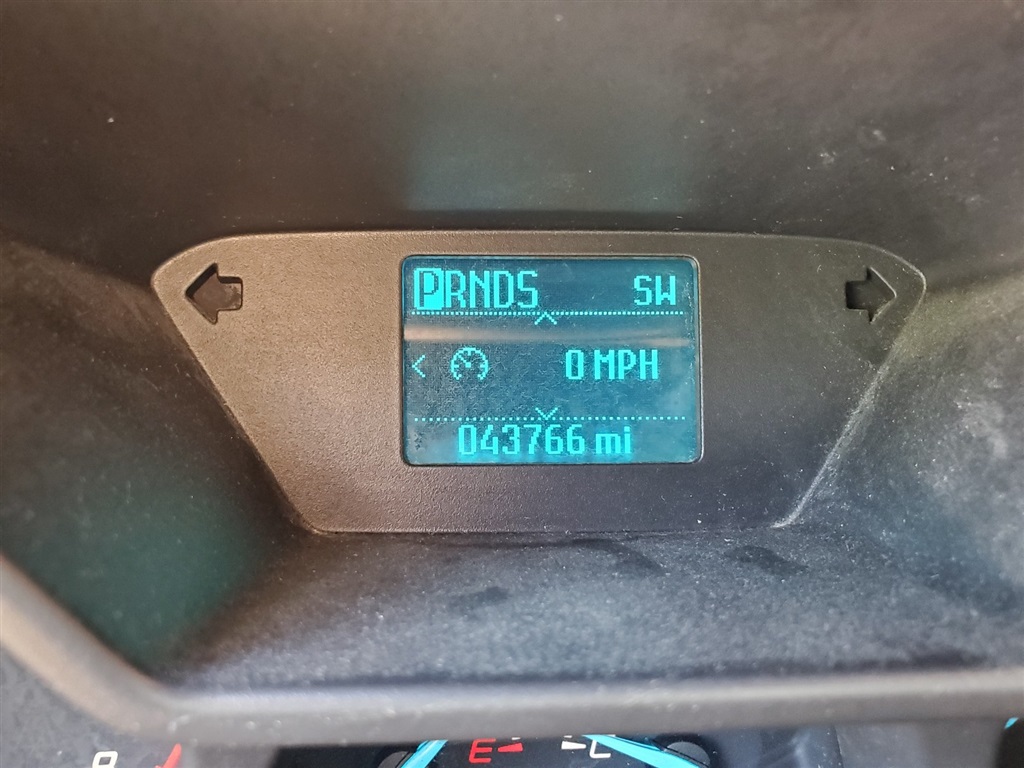 PRNDS SW
0 MPH
043766 mi
E C